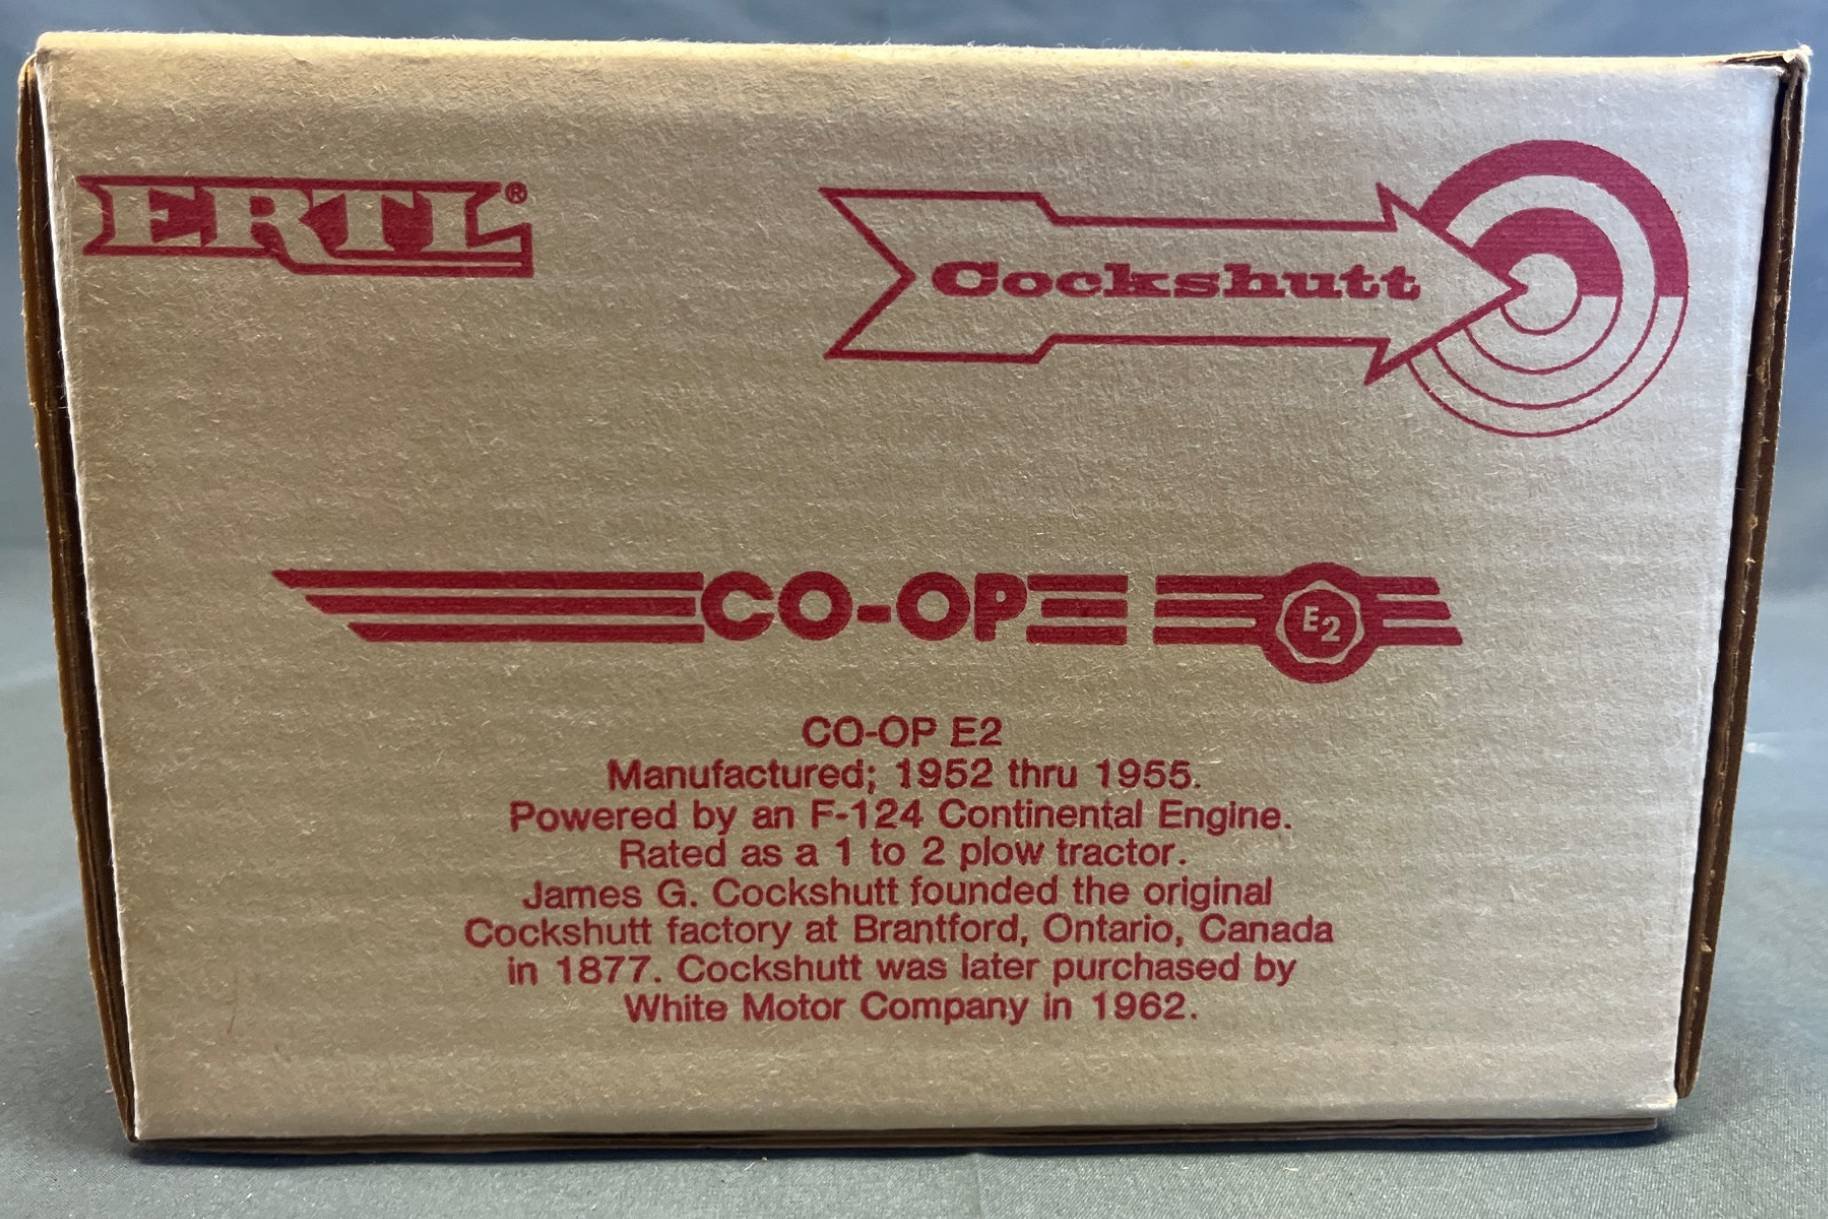 ERTL®
Cockshutt
CO-OP E2
CO-OP E2
Manufactured; 1952 thru 1955.
Powered by an F-124 Continental Engine.
Rated as a 1 to 2 plow tractor.
James G. Cockshutt founded the original
Cockshutt factory at Brantford, Ontario, Canada
in 1877. Cockshutt was later purchased by
White Motor Company in 1962.